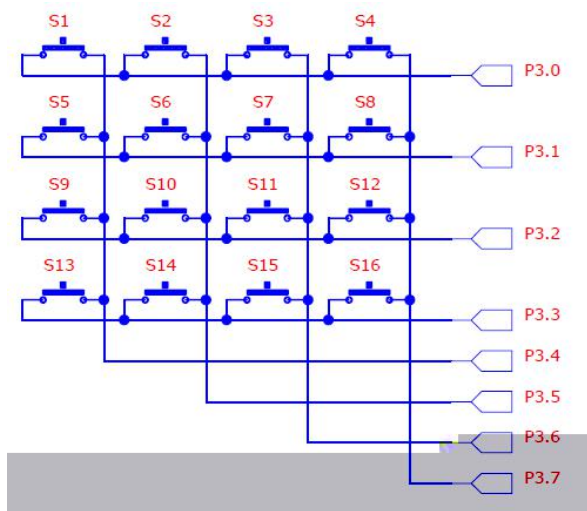 S1 S2 S3 S4
P3.0
S5 S6 S7 S8
P3.1
S9 S10 S11 S12
P3.2
S13 S14 S15 S16
P3.3
P3.4
P3.5
P3.6
P3.7